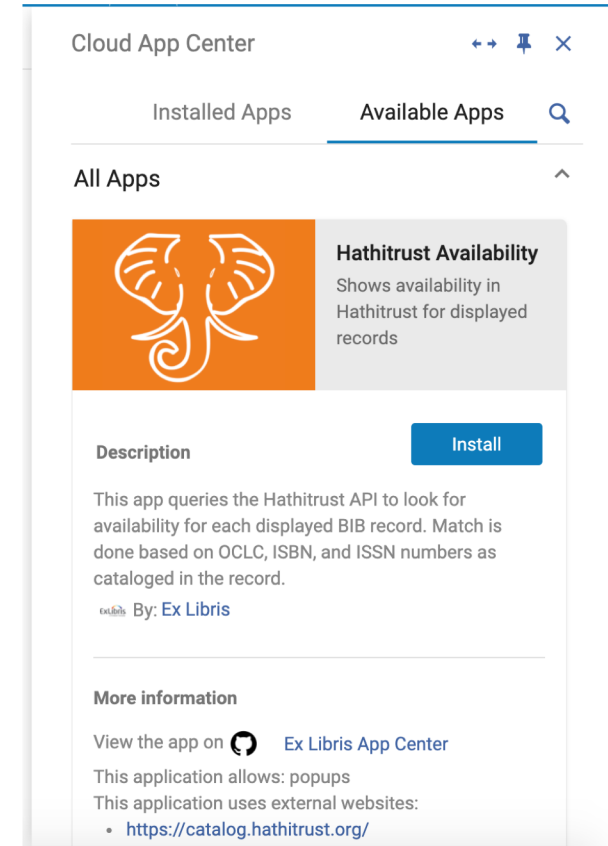 Cloud App Center
Installed Apps
Available Apps
All Apps
Hathitrust Availability
Shows availability in
Hathitrust for displayed
records
Description
Install
This app queries the Hathitrust API to look for
availability for each displayed BIB record. Match is
done based on OCLC, ISBN, and ISSN numbers as
cataloged in the record.
ExLibris By: Ex Libris
More information
View the app on Ex Libris App Center
This application allows: popups
This application uses external websites:
• https://catalog.hathitrust.org/